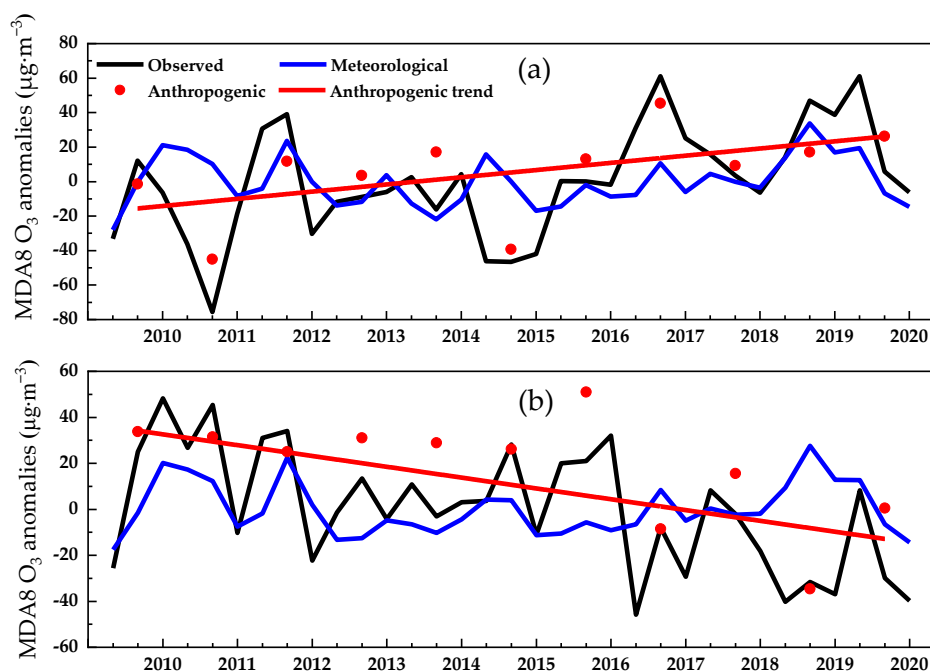 MDA8 O₃ anomalies (μg·m⁻³)
80
60
40
20
0
-20
-40
-60
-80
Observed
Meteorological
Anthropogenic
Anthropogenic trend
(a)
2010 2011 2012 2013 2014 2015 2016 2017 2018 2019 2020
MDA8 O₃ anomalies (μg·m⁻³)
60
40
20
0
-20
-40
-60
(b)
2010 2011 2012 2013 2014 2015 2016 2017 2018 2019 2020